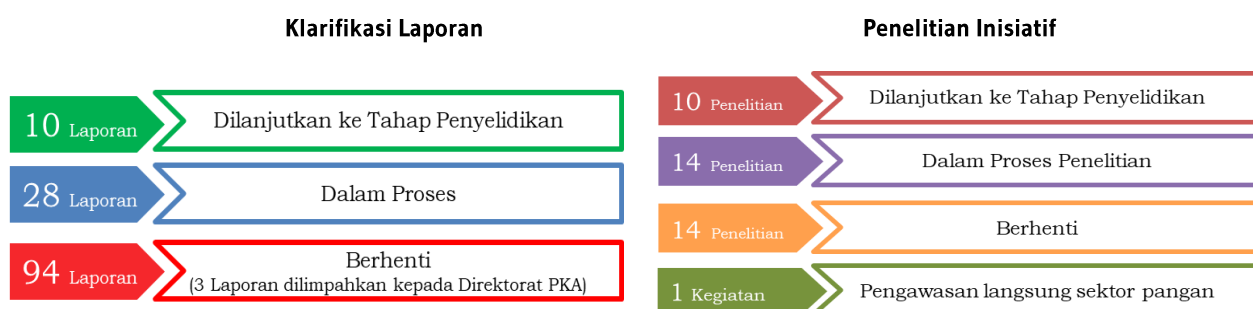 Klarifikasi Laporan
10 Laporan
Dilanjutkan ke Tahap Penyelidikan
28 Laporan
Dalam Proses
94 Laporan
Berhenti
(3 Laporan dilimpahkan kepada Direktorat PKA)
Penelitian Inisiatif
10 Penelitian
Dilanjutkan ke Tahap Penyelidikan
14 Penelitian
Dalam Proses Penelitian
14 Penelitian
Berhenti
1 Kegiatan
Pengawasan langsung sektor pangan